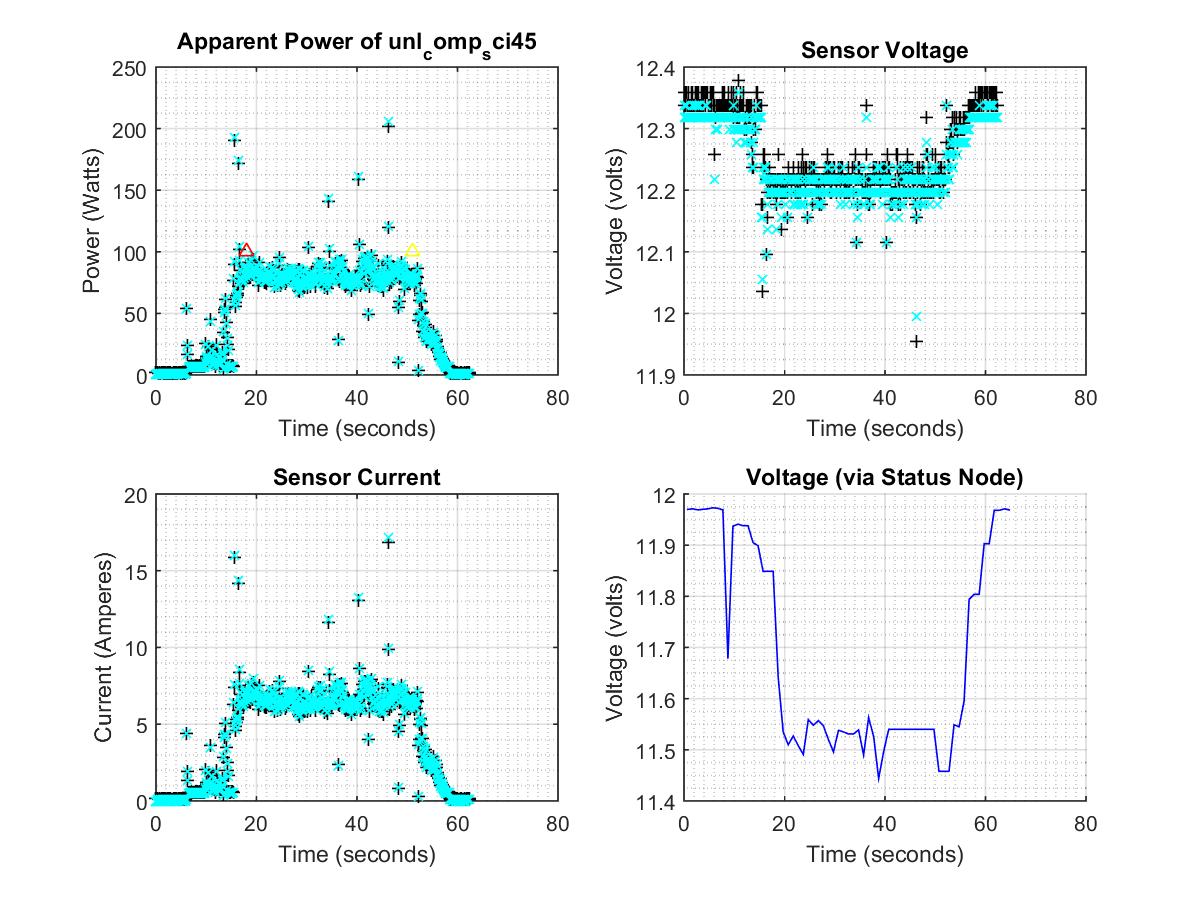 Apparent Power of unl_comp_sci45
250
200
150
100
50
0
Power (Watts)
0 20 40 60 80
Time (seconds)
Sensor Voltage
12.4
12.3
12.2
12.1
12
11.9
Voltage (volts)
0 20 40 60 80
Time (seconds)
Sensor Current
20
15
10
5
0
Current (Amperes)
0 20 40 60 80
Time (seconds)
Voltage (via Status Node)
12
11.9
11.8
11.7
11.6
11.5
11.4
Voltage (volts)
0 20 40 60 80
Time (seconds)